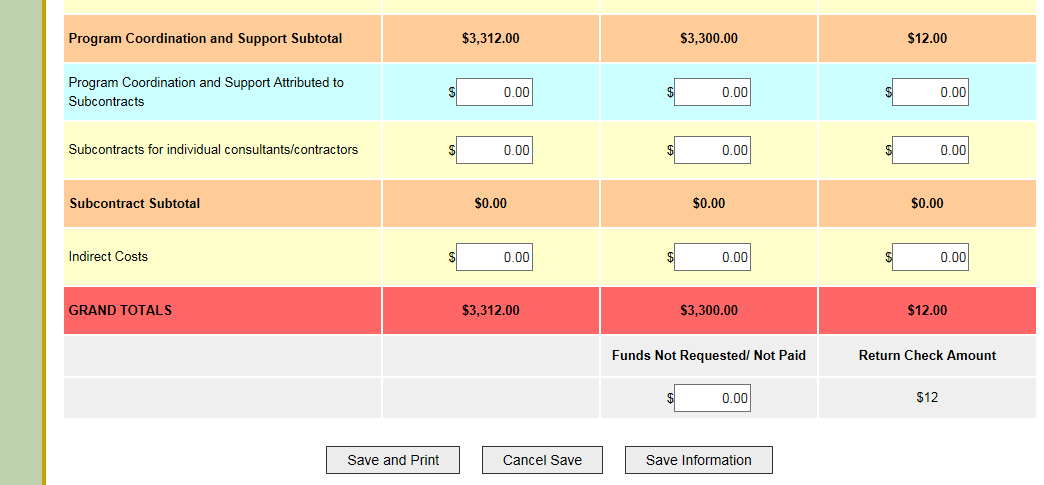 Program Coordination and Support Subtotal $3,312.00 $3,300.00 $12.00
Program Coordination and Support Attributed to
Subcontracts $ 0.00 $ 0.00 $ 0.00
Subcontracts for individual consultants/contractors $ 0.00 $ 0.00 $ 0.00
Subcontract Subtotal $0.00 $0.00 $0.00
Indirect Costs $ 0.00 $ 0.00 $ 0.00
GRAND TOTALS $3,312.00 $3,300.00 $12.00
Funds Not Requested/ Not Paid Return Check Amount
$ 0.00 $12
Save and Print Cancel Save Save Information